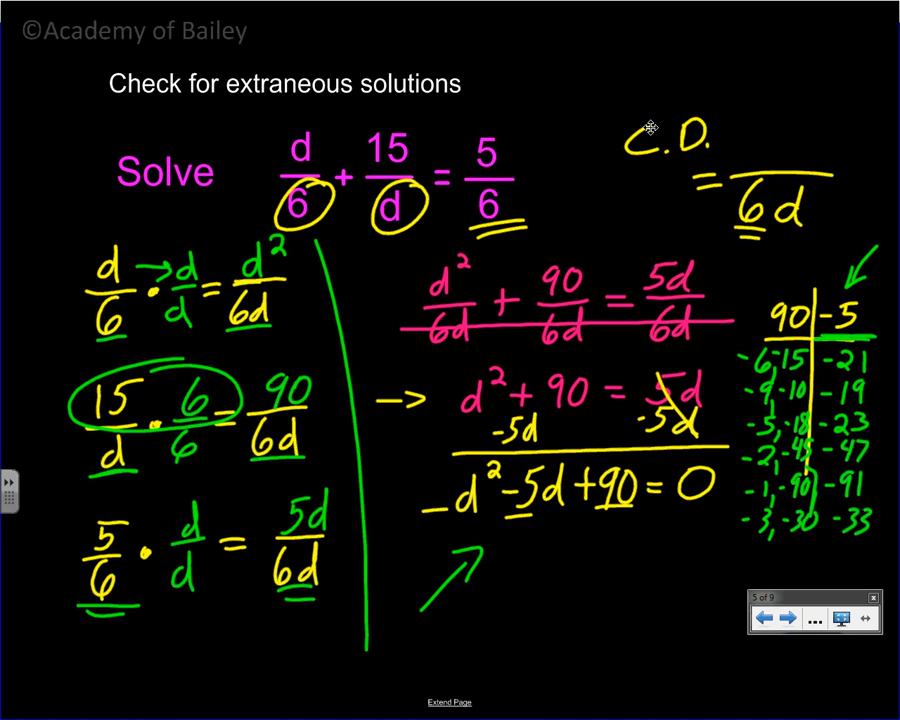 ©Academy of Bailey
Check for extraneous solutions
C.D.
Solve d/6 + 15/d = 5/6
= /6d
d/6 → • d/d = d²/6d
d²/6d + 90/6d = 5d/6d
90 | -5
-6,-15 | -21
-9,-10 | -19
-5,-18 | -23
-2,-45 | -47
-1,-90 | -91
-3,-30 | -33
15/d • 6/6 = 90/6d
→ d² + 90 = 5d
-5d -5d
d² - 5d + 90 = 0
5/6 • d/d = 5d/6d
5 of 9
...
Extend Page